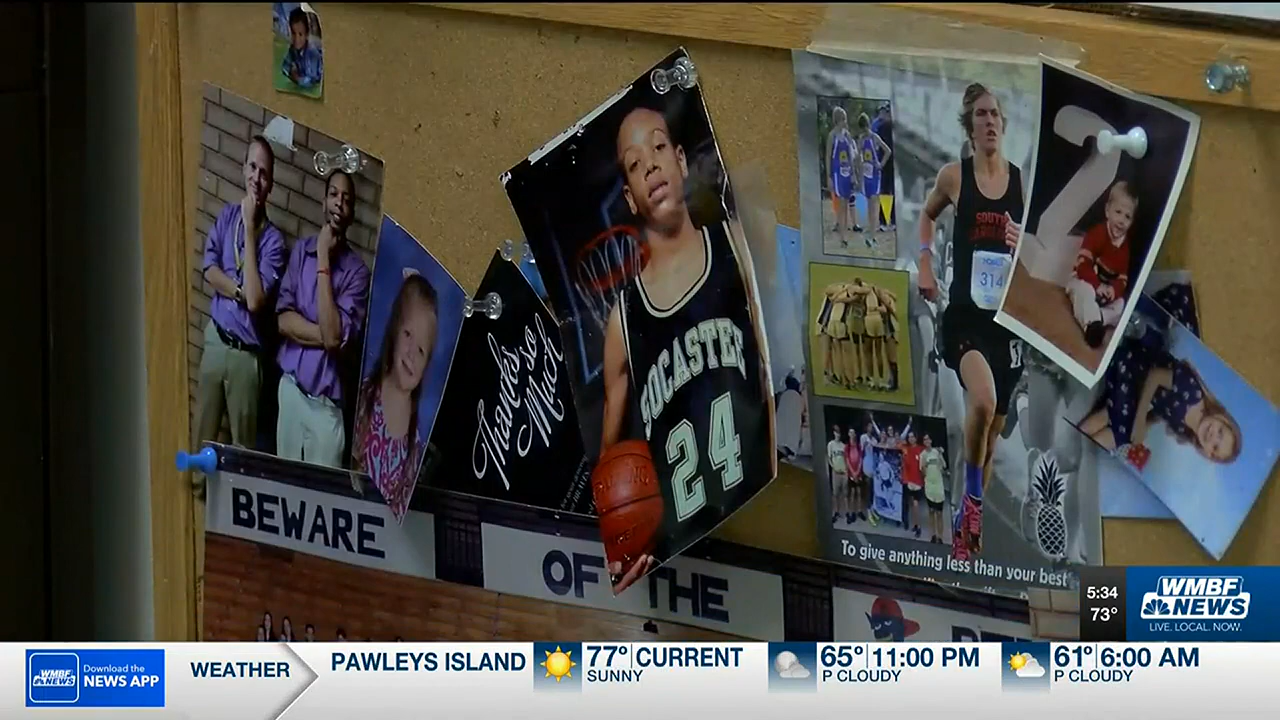 2
SOUTH
314
Thanks so
Much
SOCASTEE
24
1
BEWARE
OF THE
To give anything less than your best
5:34
73°
WMBF
NEWS
LIVE. LOCAL. NOW.
WMBF
NEWS
Download the
NEWS APP
WEATHER
PAWLEYS ISLAND
77° CURRENT
SUNNY
65° 11:00 PM
P CLOUDY
61° 6:00 AM
P CLOUDY